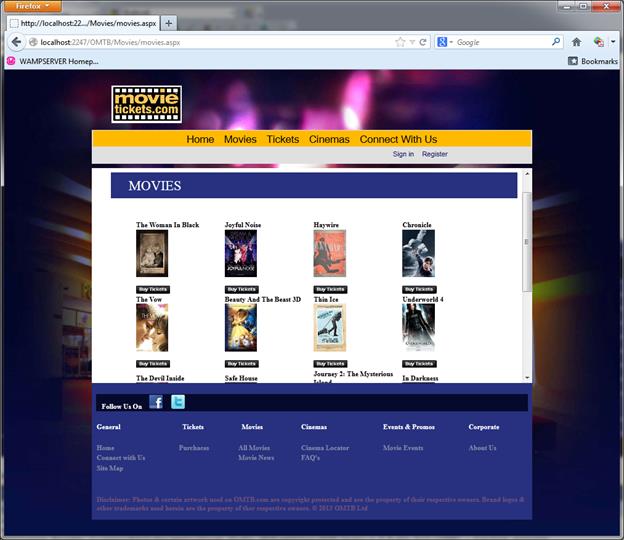 Firefox
http://localhost:22.../Movies/movies.aspx
localhost:2247/OMTB/Movies/movies.aspx
Google
WAMPSERVER Homep...
Bookmarks
movie
tickets.com
Home Movies Tickets Cinemas Connect With Us
Sign in Register
MOVIES
The Woman In Black Joyful Noise Haywire Chronicle
JOYFUL NOISE
Buy Tickets Buy Tickets Buy Tickets Buy Tickets
The Vow Beauty And The Beast 3D Thin Ice Underworld 4
Buy Tickets Buy Tickets Buy Tickets Buy Tickets
The Devil Inside Safe House Journey 2: The Mysterious Island In Darkness
Follow Us On
General Tickets Movies Cinemas Events & Promos Corporate
Home Purchaces All Movies Cinema Locator Movie Events About Us
Connect with Us Movie News FAQ's
Site Map
Disclaimer: Photos & certain artwork used on OMTB.com are copyright protected and are the property of their respective owners. Brand logos &
other trademarks used herein are the property of ther respective owners. © 2013 OMTB Ltd